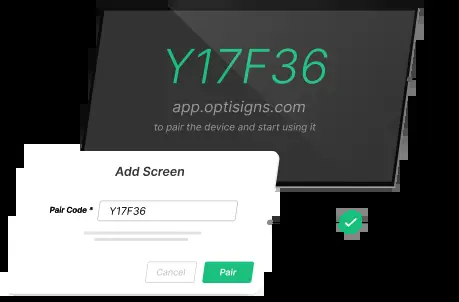 Y17F36
app.optisigns.com
to pair the device and start using it
Add Screen
Pair Code * Y17F36
Cancel Pair